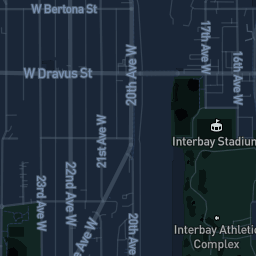 W Bertona St
17th Ave W
16th Ave W
20th Ave W
W Dravus St
21st Ave W
Interbay Stadium
22nd Ave W
23rd Ave W
Ave W
20th Ave
Interbay Athletic
Complex